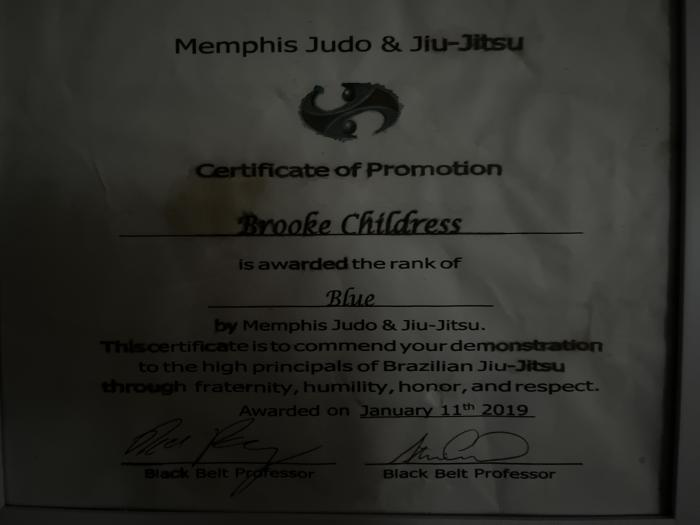 Memphis Judo & Jiu-Jitsu
Certificate of Promotion
Brooke Childress
is awarded the rank of
Blue
by Memphis Judo & Jiu-Jitsu.
This certificate is to commend your demonstration
to the high principals of Brazilian Jiu-Jitsu
through fraternity, humility, honor, and respect.
Awarded on January 11th 2019
Black Belt Professor Black Belt Professor